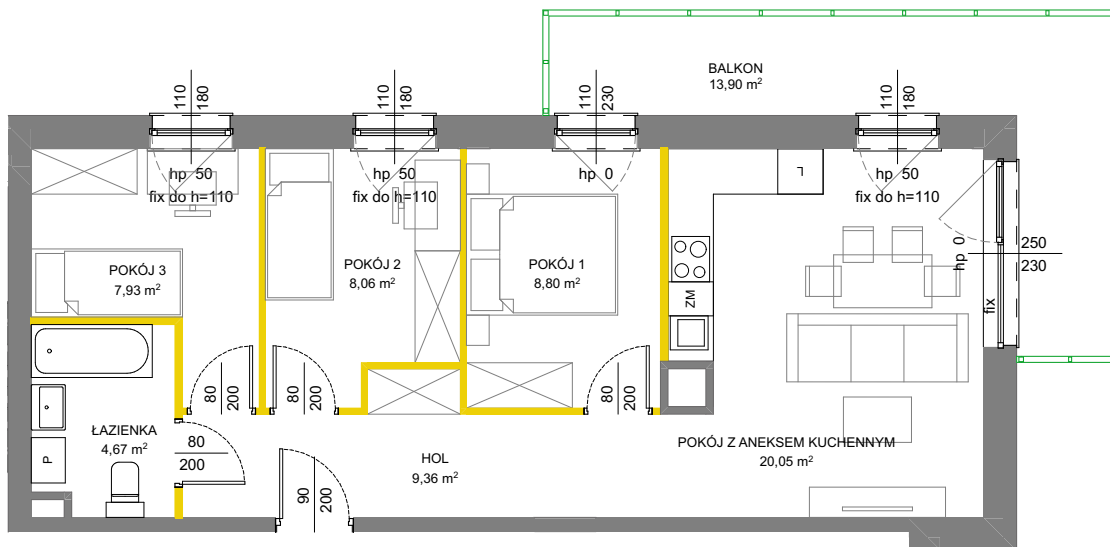 BALKON
13,90 m²
110
180
110
180
110
230
110
180
hp 50
fix do h=110
hp 50
fix do h=110
hp 0
hp 50
fix do h=110
L
250
230
hp 0
fix
POKÓJ 3
7,93 m²
POKÓJ 2
8,06 m²
POKÓJ 1
8,80 m²
ZM
80
200
80
200
80
200
ŁAZIENKA
4,67 m²
P
80
200
HOL
9,36 m²
90
200
POKÓJ Z ANEKSEM KUCHENNYM
20,05 m²